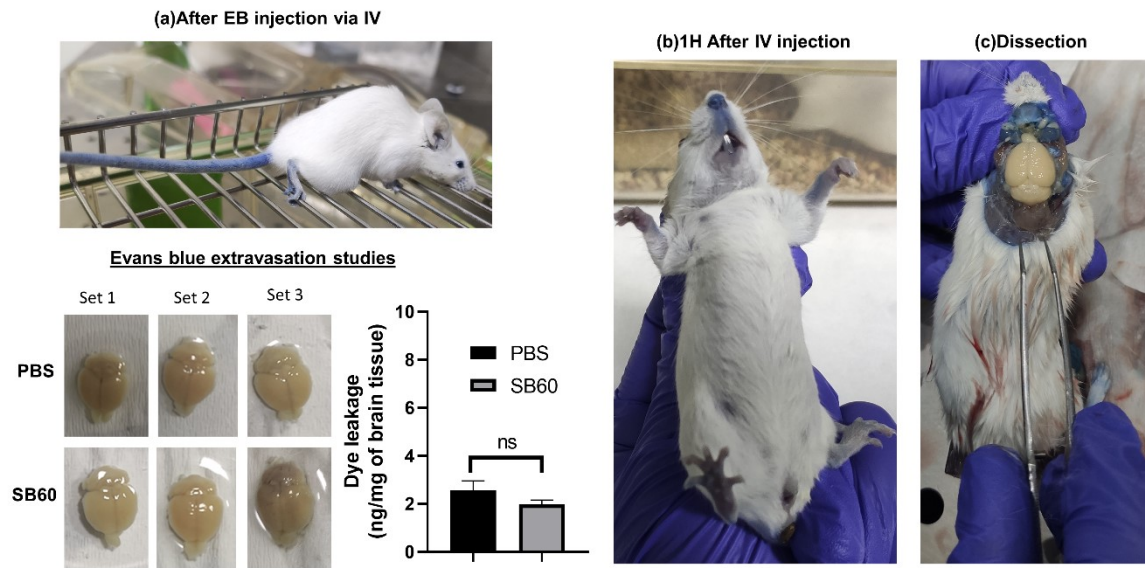 (a)After EB injection via IV
(b)1H After IV injection
(c)Dissection
Evans blue extravasation studies
Set 1
Set 2
Set 3
PBS
SB60
Dye leakage
(ng/mg of brain tissue)
10
8
6
4
2
0
PBS
SB60
ns